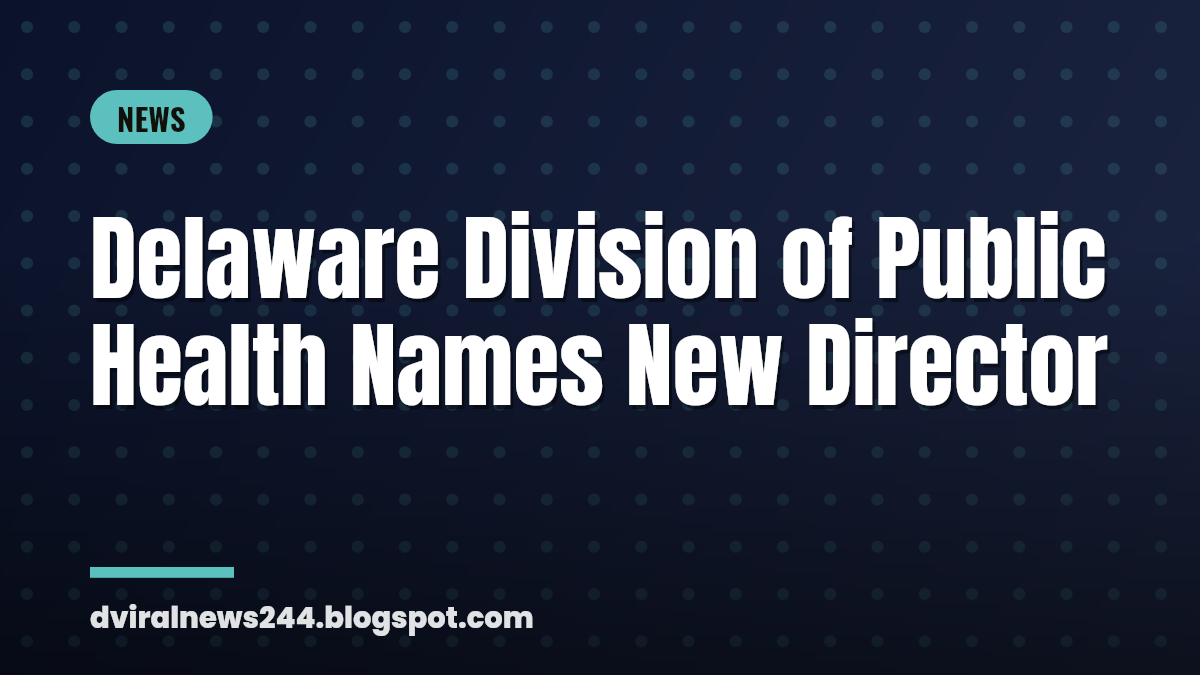 NEWS
Delaware Division of Public
Health Names New Director
dviralnews244.blogspot.com